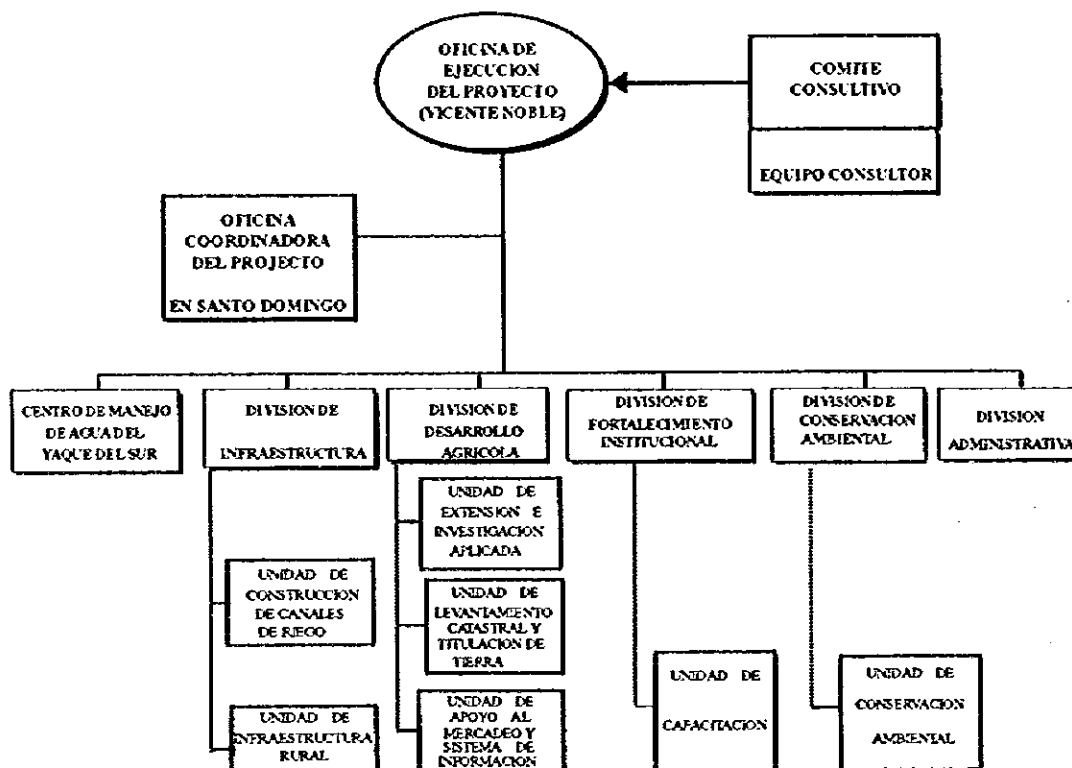 OFICINA DE
EJECUCION
DEL PROYECTO
(VICENTE NOBLE)
COMITE
CONSULTIVO
EQUIPO CONSULTOR
OFICINA
COORDINADORA
DEL PROJECTO
EN SANTO DOMINGO
CENTRO DE MANEJO
DE AGUA DEL
YAQUE DEL SUR
DIVISION DE
INFRAESTRUCTURA
DIVISION DE
DESARROLLO
AGRICOLA
DIVISION DE
FORTALECIMIENTO
INSTITUCIONAL
DIVISION DE
CONSERVACION
AMBIENTAL
DIVISION
ADMINISTRATIVA
UNIDAD DE
EXTENSION E
INVESTIGACION
APLICADA
UNIDAD DE
CONSTRUCCION
DE CANALES
DE RIEGO
UNIDAD DE
LEVANTAMIENTO
CATASTRAL Y
TITULACION DE
TIERRA
UNIDAD DE
CAPACITACION
UNIDAD DE
CONSERVACION
AMBIENTAL
UNIDAD DE
INFRAESTRUCTURA
RURAL
UNIDAD DE
APOYO AL
MERCADEO Y
SISTEMA DE
INFORMACION